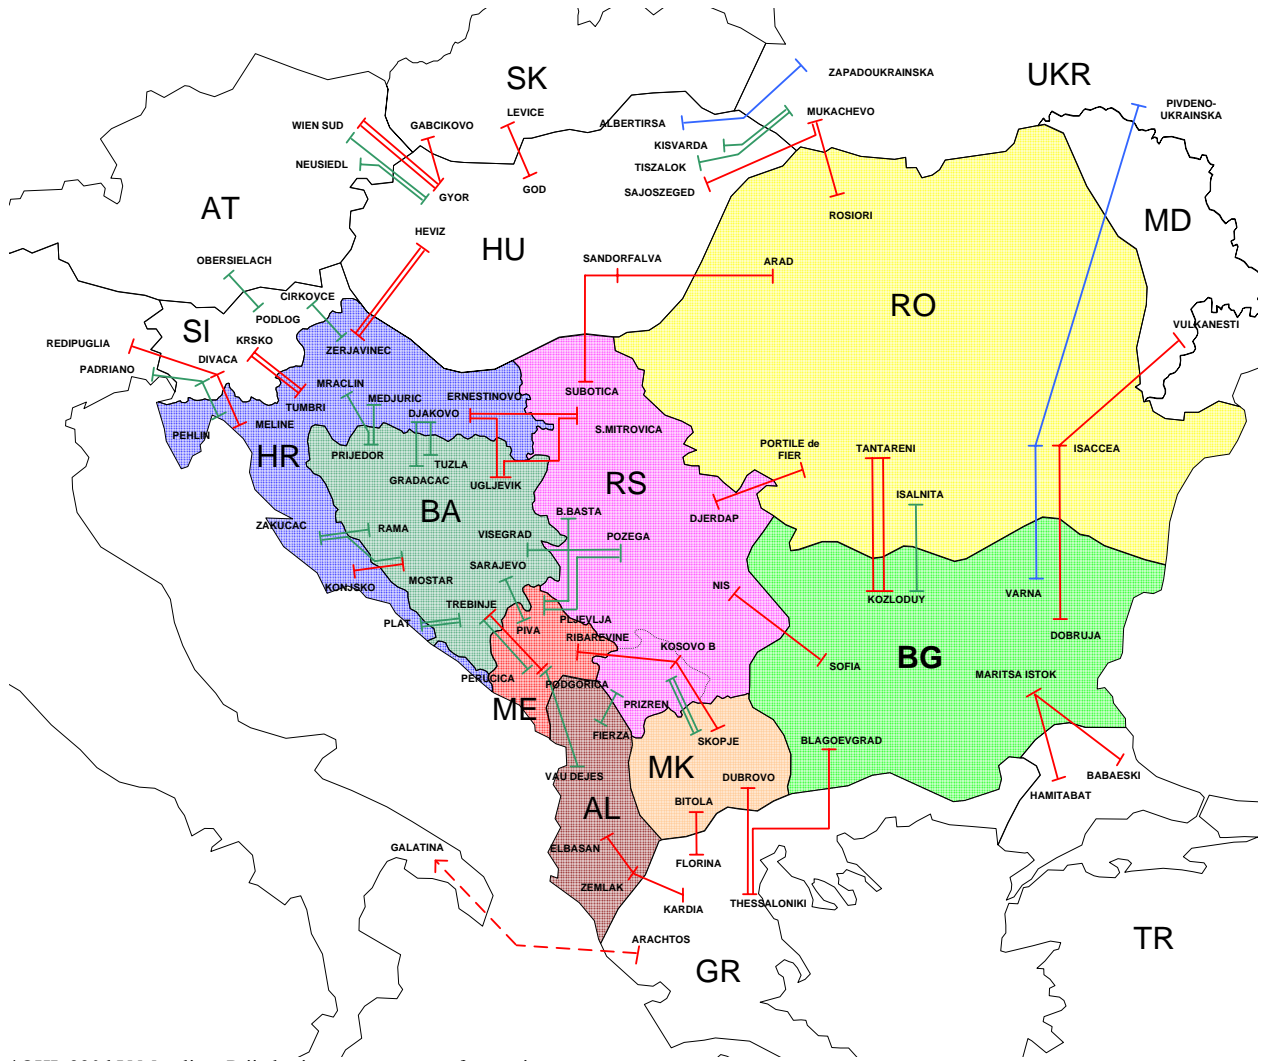 SK
UKR
ZAPADOUKRAINSKA
PIVDENO-
UKRAINSKA
LEVICE
MUKACHEVO
WIEN SUD
GABCIKOVO
ALBERTIRSA
KISVARDA
NEUSIEDL
TISZALOK
GOD
SAJOSZEGED
GYOR
ROSIORI
AT
MD
HEVIZ
HU
OBERSIELACH
SANDORFALVA
ARAD
CIRKOVCE
RO
PODLOG
SI
VULKANESTI
REDIPUGLIA
KRSKO
ZERJAVINEC
DIVACA
PADRIANO
MRACLIN
MEDJURIC
ERNESTINOVO
SUBOTICA
TUMBRI
DJAKOVO
PEHLIN
MELINE
S.MITROVICA
HR
PRIJEDOR
TUZLA
PORTILE de
FIER
TANTARENI
ISACCEA
GRADACAC
UGLJEVIK
RS
ISALNITA
BA
B.BASTA
DJERDAP
ZAKUCAC
RAMA
VISEGRAD
POZEGA
SARAJEVO
MOSTAR
KONJSKO
NIS
VARNA
KOZLODUY
TREBINJE
PLAT
PLJEVLJA
PIVA
RIBAREVINE
KOSOVO B
DOBRUJA
BG
SOFIA
MARITSA ISTOK
PERUCICA
PODGORICA
PRIZREN
ME
FIERZA
SKOPJE
BLAGOEVGRAD
MK
VAU DEJES
DUBROVO
BABAESKI
HAMITABAT
BITOLA
AL
ELBASAN
GALATINA
FLORINA
ZEMLAK
KARDIA
THESSALONIKI
ARACHTOS
TR
GR